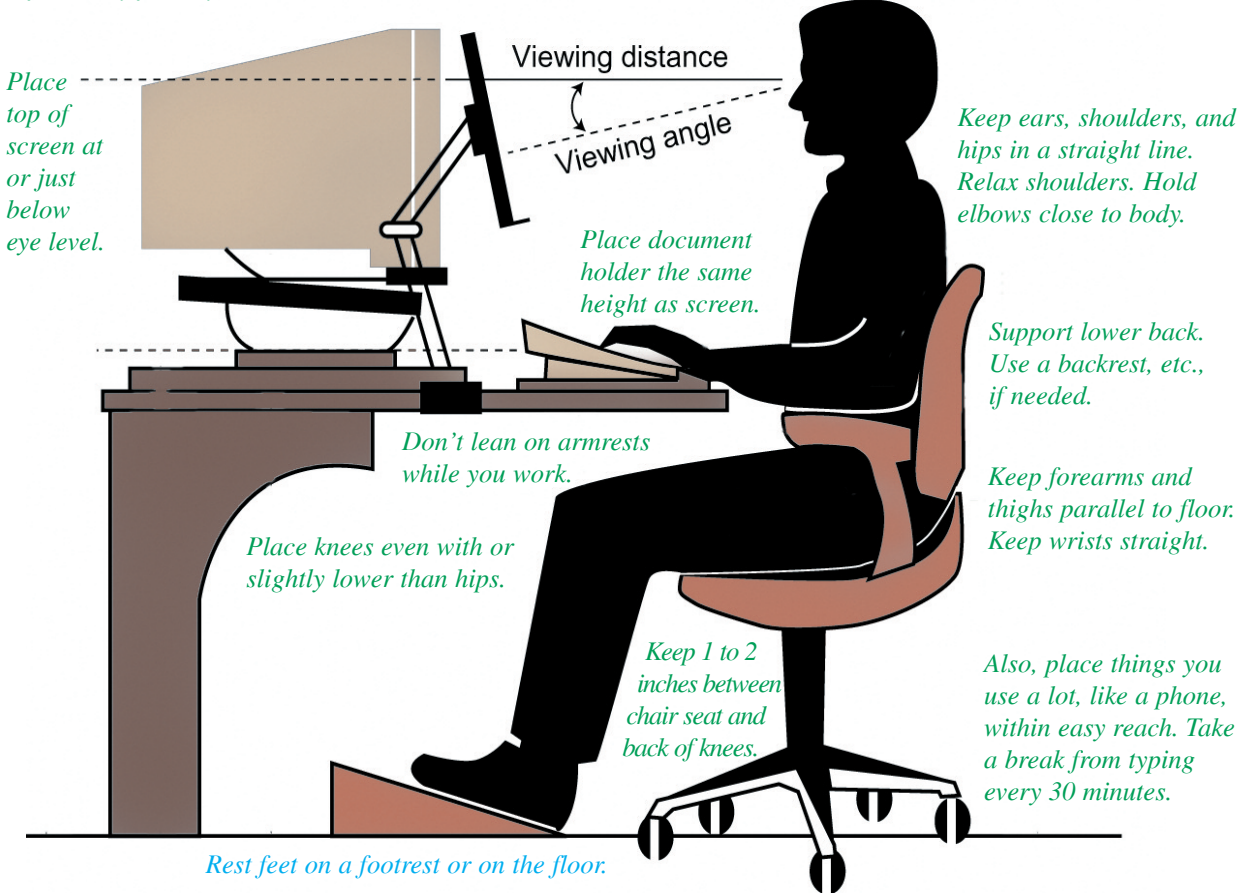 Viewing distance
Viewing angle
Place
top of
screen at
or just
below
eye level.
Keep ears, shoulders, and
hips in a straight line.
Relax shoulders. Hold
elbows close to body.
Place document
holder the same
height as screen.
Support lower back.
Use a backrest, etc.,
if needed.
Don’t lean on armrests
while you work.
Keep forearms and
thighs parallel to floor.
Keep wrists straight.
Place knees even with or
slightly lower than hips.
Keep 1 to 2
inches between
chair seat and
back of knees.
Also, place things you
use a lot, like a phone,
within easy reach. Take
a break from typing
every 30 minutes.
Rest feet on a footrest or on the floor.